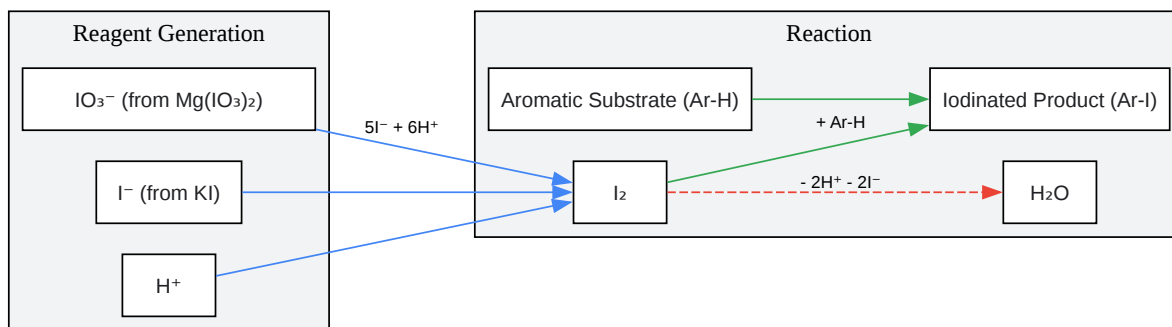 Reagent Generation
IO₃⁻ (from Mg(IO₃)₂)
I⁻ (from KI)
H⁺
5I⁻ + 6H⁺
Reaction
Aromatic Substrate (Ar-H)
Iodinated Product (Ar-I)
+ Ar-H
I₂
- 2H⁺ - 2I⁻
H₂O